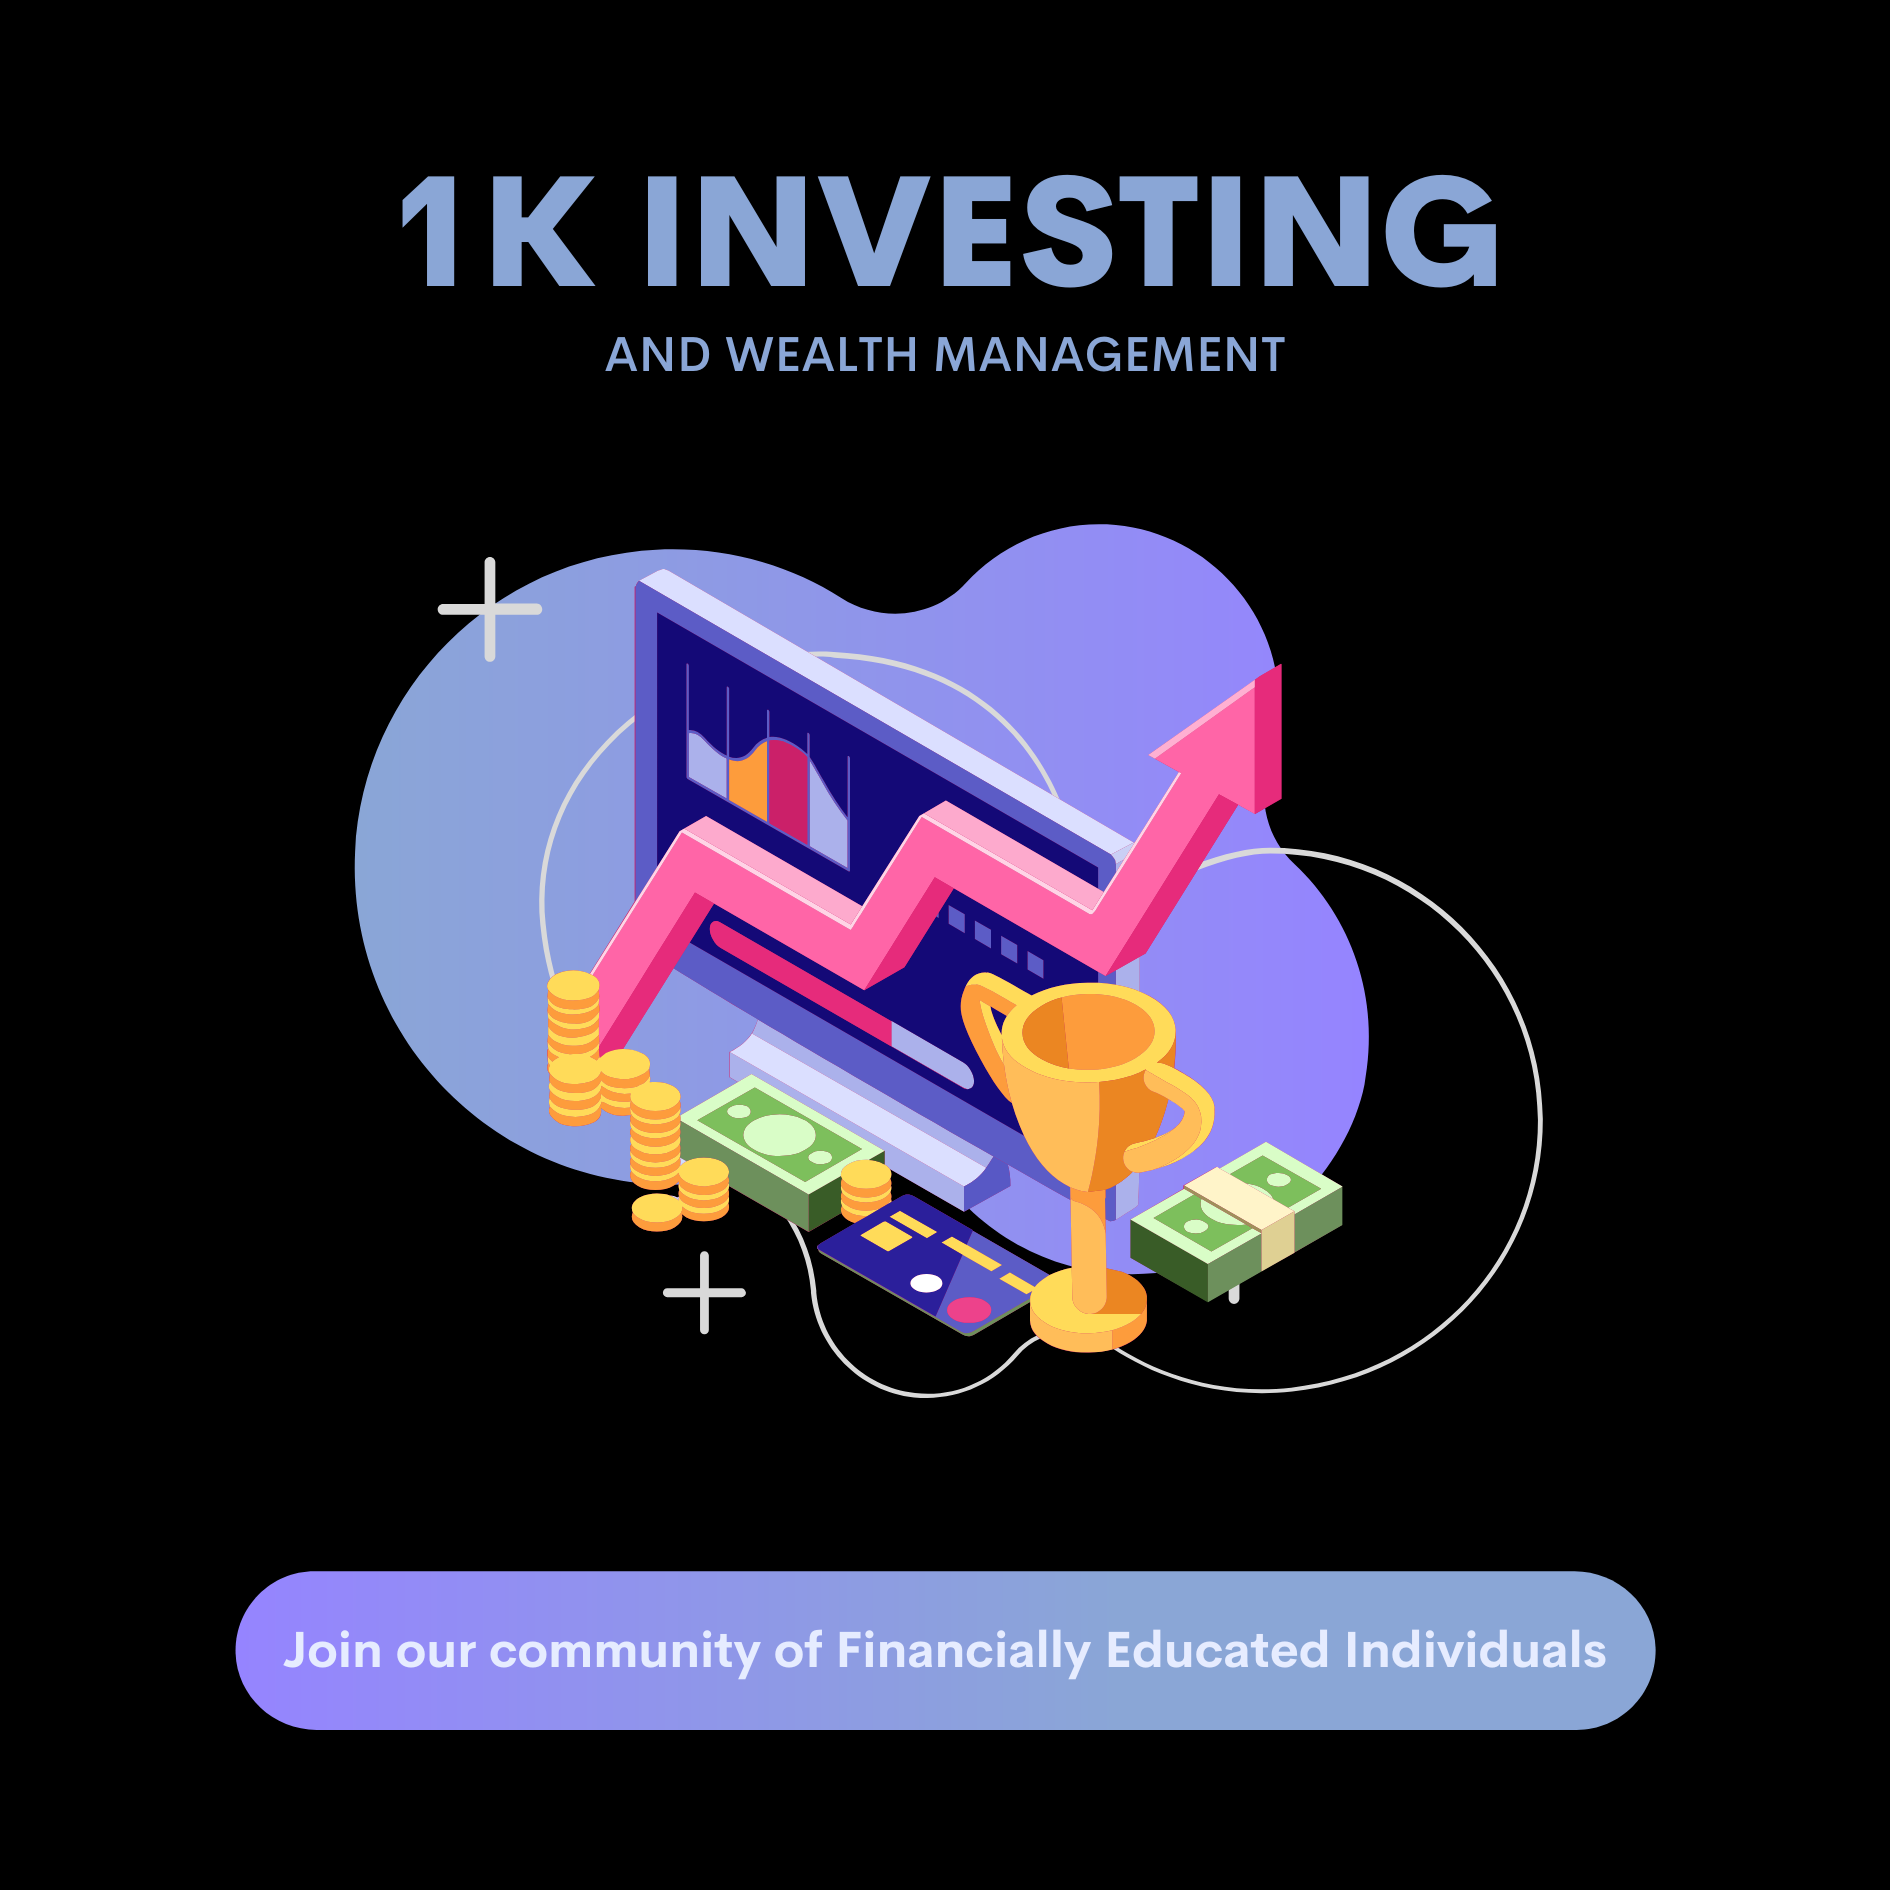 1K INVESTING
AND WEALTH MANAGEMENT
Join our community of Financially Educated Individuals